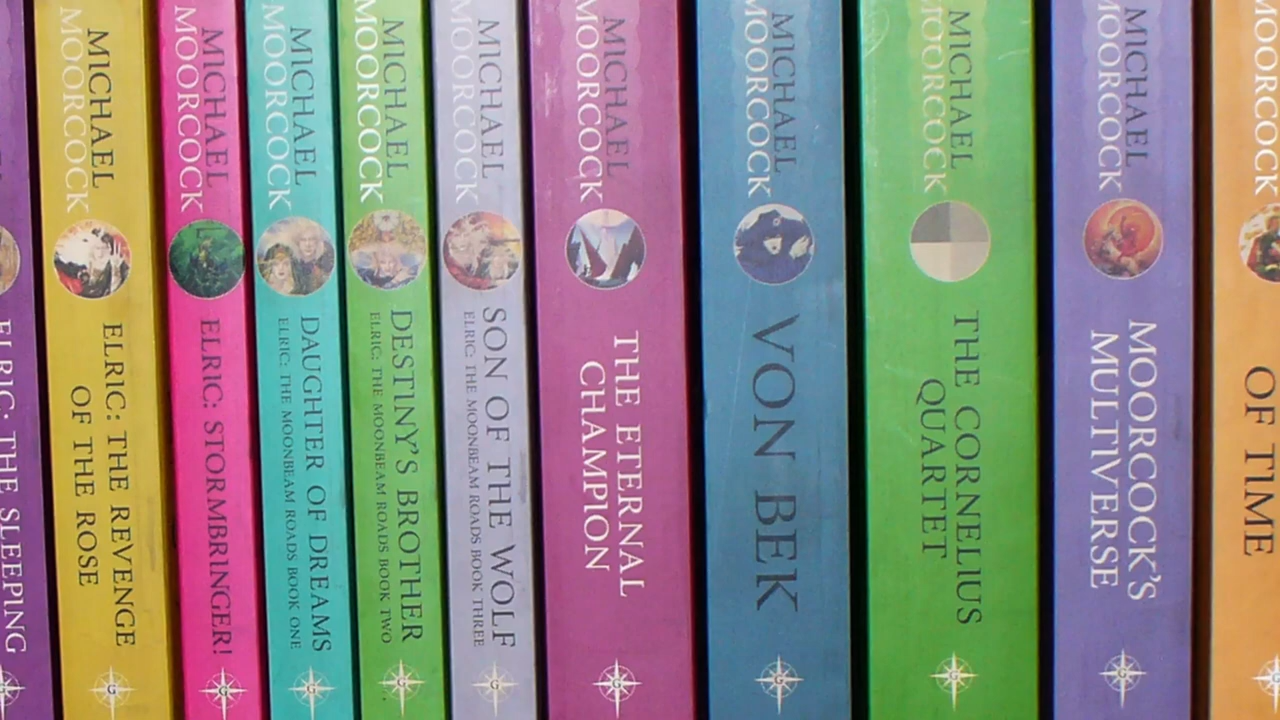 ELRIC: THE SLEEPING
MICHAEL
MOORCOCK
ELRIC: THE REVENGE
OF THE ROSE
G
MICHAEL
MOORCOCK
ELRIC: STORMBRINGER!
G
MICHAEL
MOORCOCK
DAUGHTER OF DREAMS
ELRIC: THE MOONBEAM ROADS BOOK ONE
G
MICHAEL
MOORCOCK
DESTINY'S BROTHER
ELRIC: THE MOONBEAM ROADS BOOK TWO
G
MICHAEL
MOORCOCK
SON OF THE WOLF
ELRIC: THE MOONBEAM ROADS BOOK THREE
G
MICHAEL
MOORCOCK
THE ETERNAL
CHAMPION
G
MICHAEL
MOORCOCK
VON BEK
G
MICHAEL
MOORCOCK
THE CORNELIUS
QUARTET
G
MICHAEL
MOORCOCK
MOORCOCK'S
MULTIVERSE
G
MOORCOCK
OF TIME
G